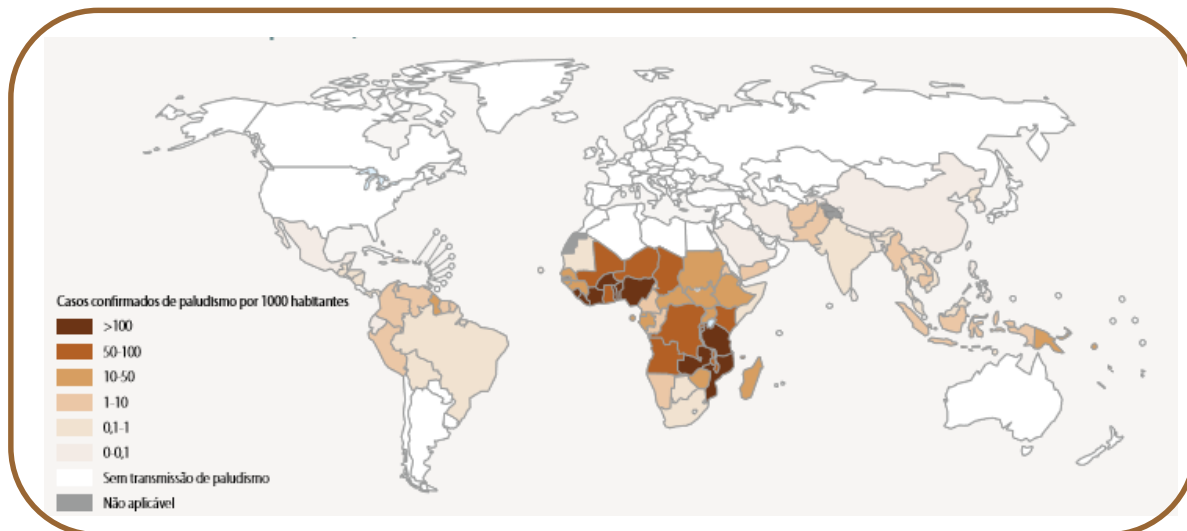 Casos confirmados de paludismo por 1000 habitantes
>100
50-100
10-50
1-10
0,1-1
0-0,1
Sem transmissão de paludismo
Não aplicável